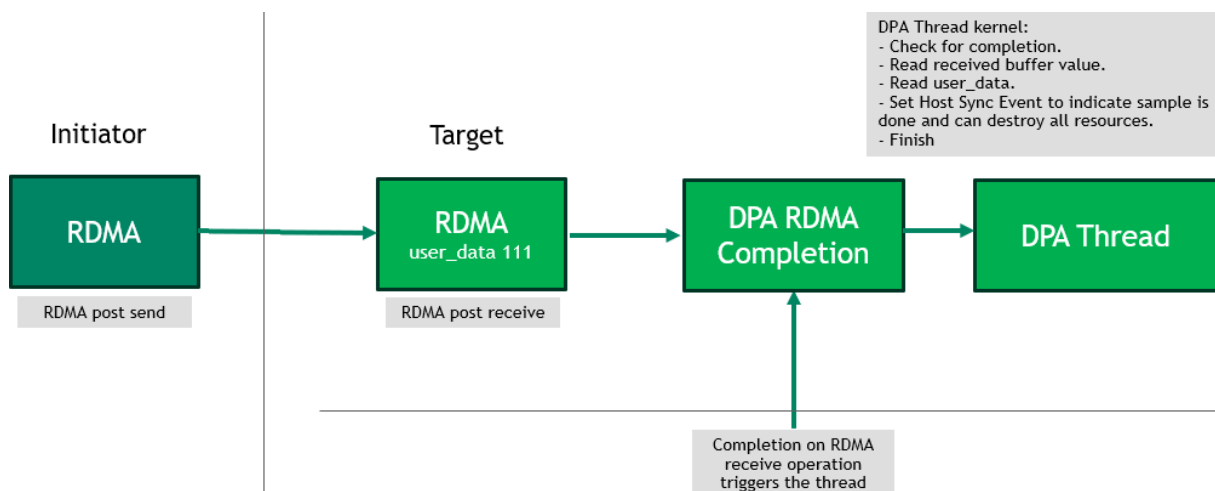 DPA Thread kernel:
- Check for completion.
- Read received buffer value.
- Read user_data.
- Set Host Sync Event to indicate sample is
done and can destroy all resources.
- Finish
Initiator
Target
RDMA
RDMA
user_data 111
DPA RDMA
Completion
DPA Thread
RDMA post send
RDMA post receive
Completion on RDMA
receive operation
triggers the thread